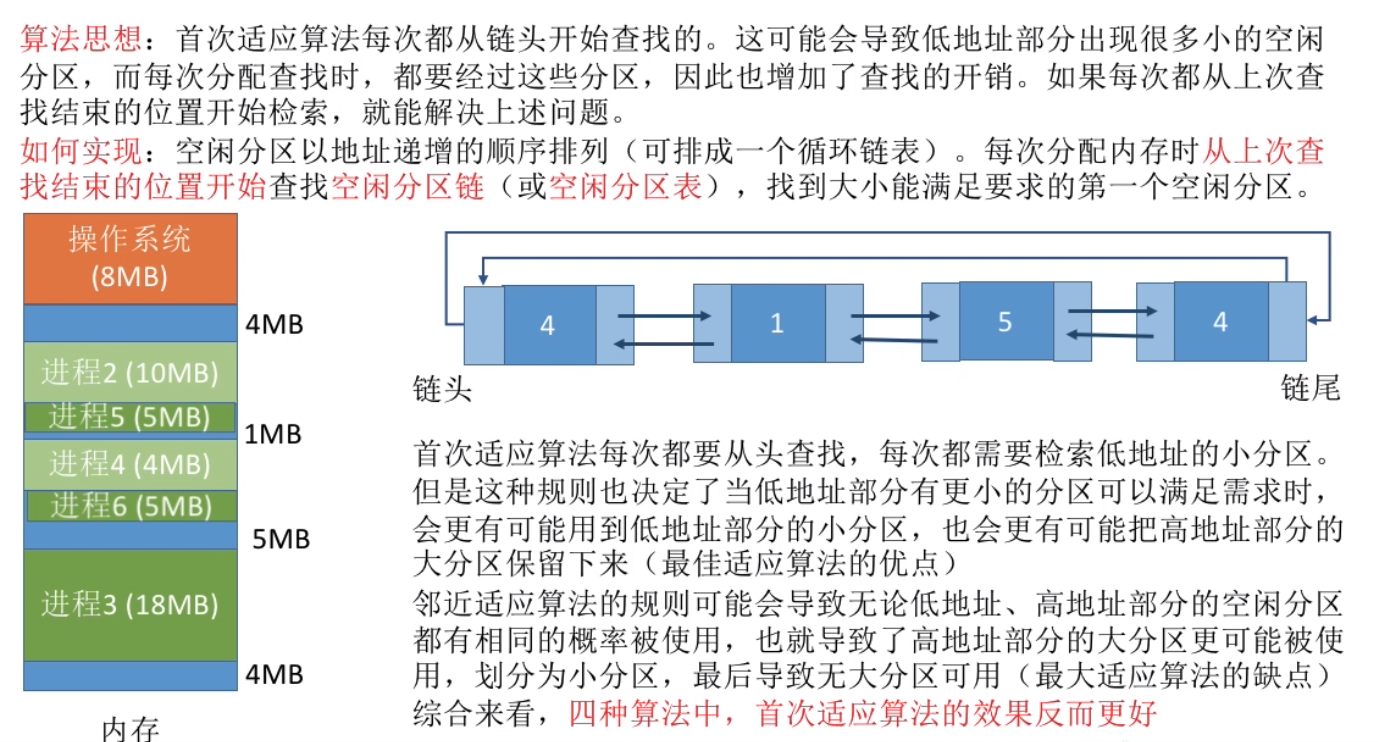 算法思想：首次适应算法每次都从链头开始查找的。这可能会导致低地址部分出现很多小的空闲
分区，而每次分配查找时，都要经过这些分区，因此也增加了查找的开销。如果每次都从上次查
找结束的位置开始检索，就能解决上述问题。
如何实现：空闲分区以地址递增的顺序排列（可排成一个循环链表）。每次分配内存时从上次查
找结束的位置开始查找空闲分区链（或空闲分区表），找到大小能满足要求的第一个空闲分区。
操作系统
(8MB)
4MB
进程2 (10MB)
进程5 (5MB)
1MB
进程4 (4MB)
进程6 (5MB)
5MB
进程3 (18MB)
4MB
内存
4
1
5
4
链头
链尾
首次适应算法每次都要从头查找，每次都需要检索低地址的小分区。
但是这种规则也决定了当低地址部分有更小的分区可以满足需求时，
会更有可能用到低地址部分的小分区，也会更有可能把高地址部分的
大分区保留下来（最佳适应算法的优点）
邻近适应算法的规则可能会导致无论低地址、高地址部分的空闲分区
都有相同的概率被使用，也就导致了高地址部分的大分区更可能被使
用，划分为小分区，最后导致无大分区可用（最大适应算法的缺点）
综合来看，四种算法中，首次适应算法的效果反而更好